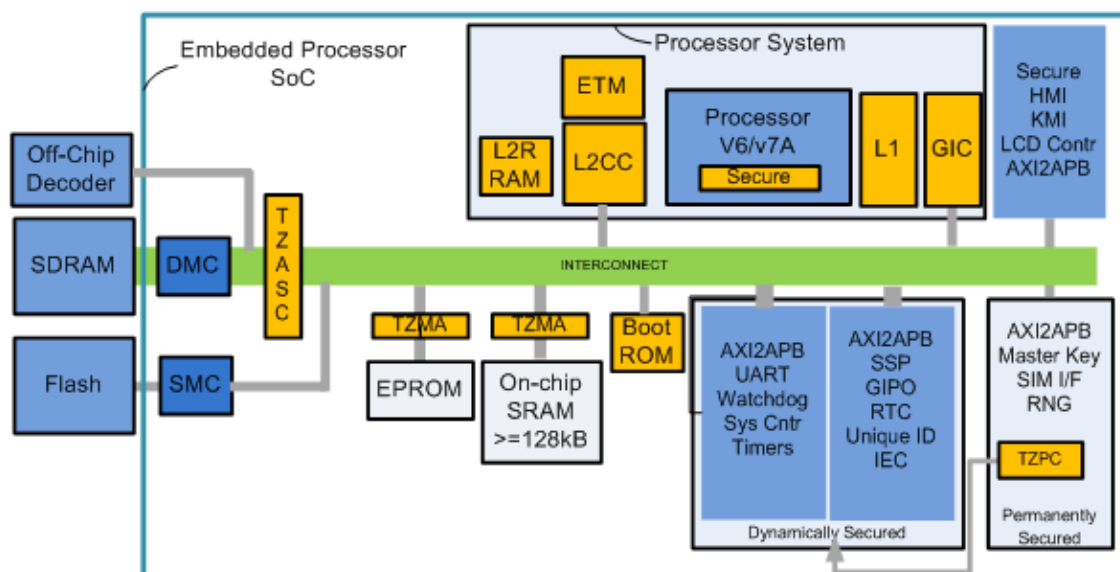 Embedded Processor
SoC
Processor System
ETM
L2R
RAM
L2CC
Processor
V6/v7A
Secure
L1
GIC
Secure
HMI
KMI
LCD Contr
AXI2APB
Off-Chip
Decoder
SDRAM
DMC
T
Z
A
S
C
INTERCONNECT
Flash
SMC
TZMA
EPROM
TZMA
On-chip
SRAM
>=128kB
Boot
ROM
AXI2APB
UART
Watchdog
Sys Cntr
Timers
AXI2APB
SSP
GIPO
RTC
Unique ID
IEC
Dynamically Secured
AXI2APB
Master Key
SIM I/F
RNG
TZPC
Permanently
Secured